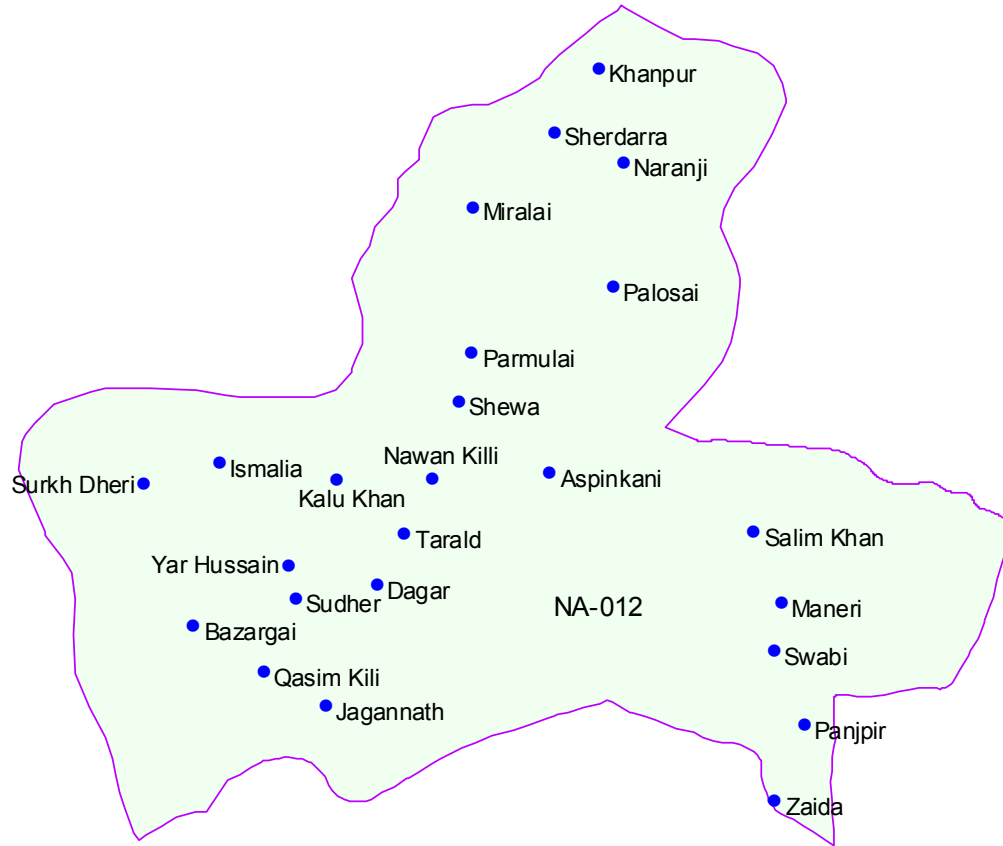 Khanpur
Sherdarra
Naranji
Miralai
Palosai
Parmulai
Shewa
Nawan Killi
Ismalia
Aspinkani
Surkh Dheri
Kalu Khan
Tarald
Salim Khan
Yar Hussain
Dagar
Sudher
NA-012
Maneri
Bazargai
Swabi
Qasim Kili
Jagannath
Panjpir
Zaida